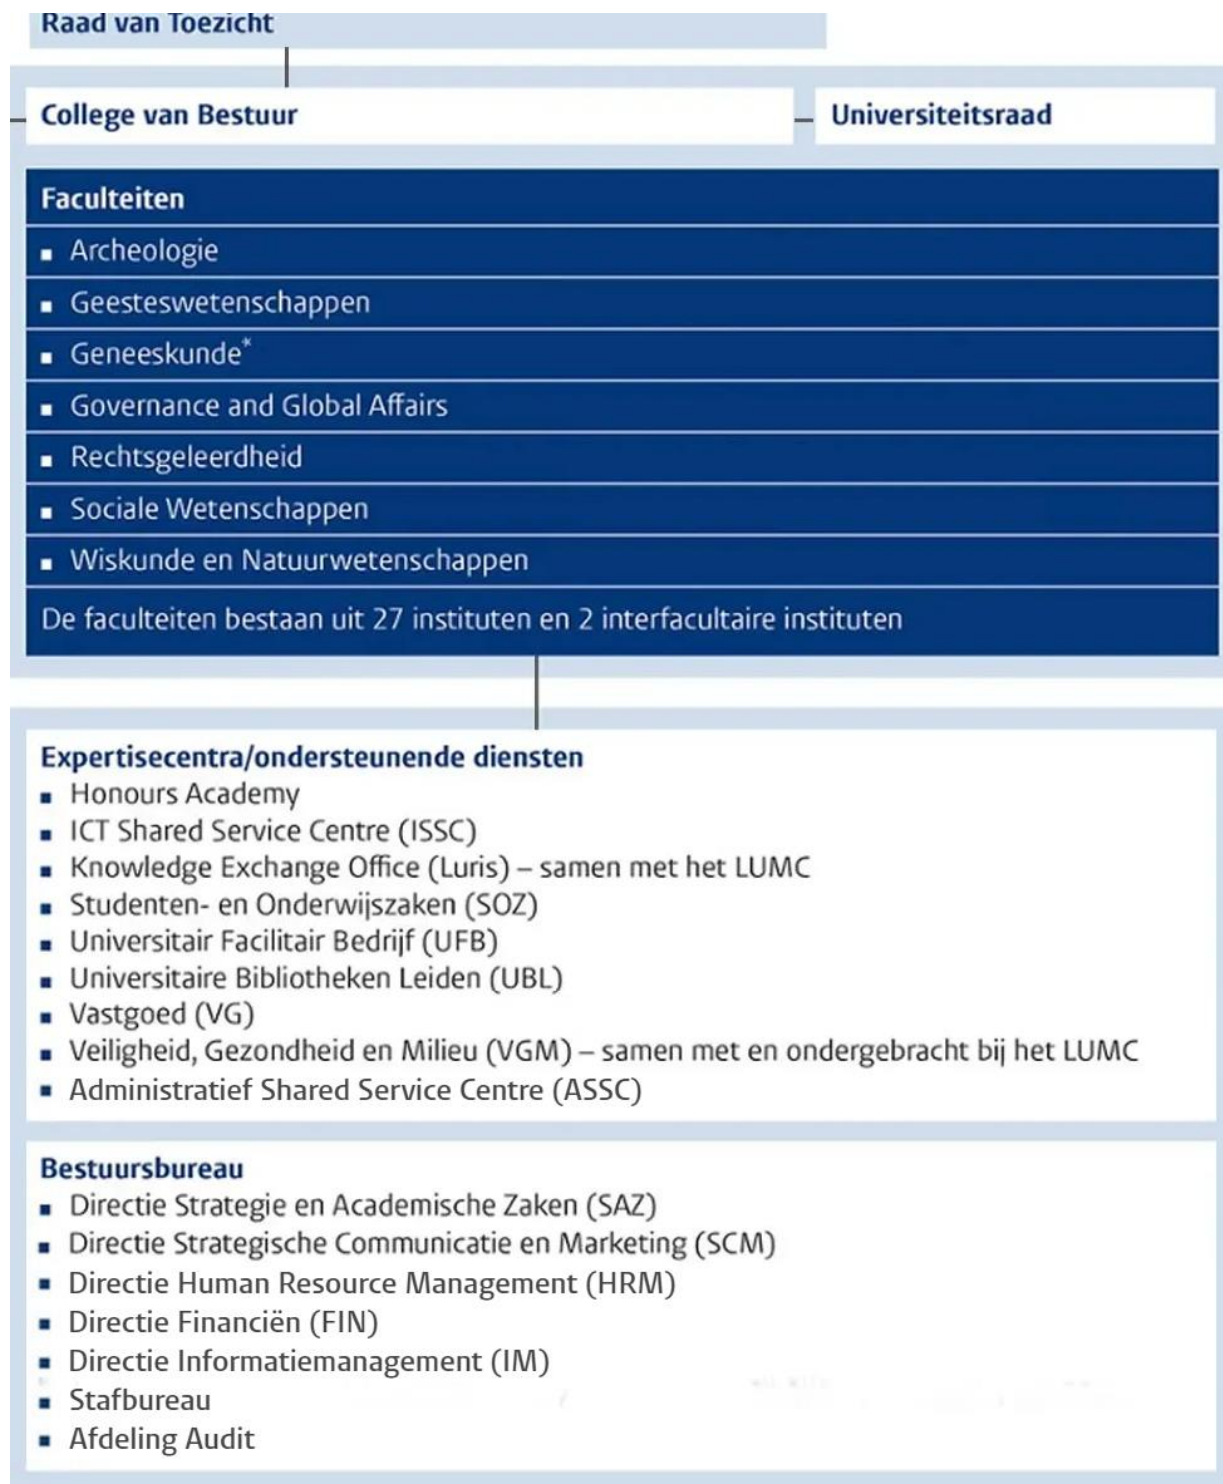 Raad van Toezicht
College van Bestuur
Universiteitsraad
Faculteiten
▪ Archeologie
▪ Geesteswetenschappen
▪ Geneeskunde*
▪ Governance and Global Affairs
▪ Rechtsgeleerdheid
▪ Sociale Wetenschappen
▪ Wiskunde en Natuurwetenschappen
De faculteiten bestaan uit 27 instituten en 2 interfacultaire instituten
Expertisecentra/ondersteunende diensten
▪ Honours Academy
▪ ICT Shared Service Centre (ISSC)
▪ Knowledge Exchange Office (Luris) – samen met het LUMC
▪ Studenten- en Onderwijszaken (SOZ)
▪ Universitair Facilitair Bedrijf (UFB)
▪ Universitaire Bibliotheken Leiden (UBL)
▪ Vastgoed (VG)
▪ Veiligheid, Gezondheid en Milieu (VGM) – samen met en ondergebracht bij het LUMC
▪ Administratief Shared Service Centre (ASSC)
Bestuursbureau
▪ Directie Strategie en Academische Zaken (SAZ)
▪ Directie Strategische Communicatie en Marketing (SCM)
▪ Directie Human Resource Management (HRM)
▪ Directie Financiën (FIN)
▪ Directie Informatiemanagement (IM)
▪ Stafbureau
▪ Afdeling Audit